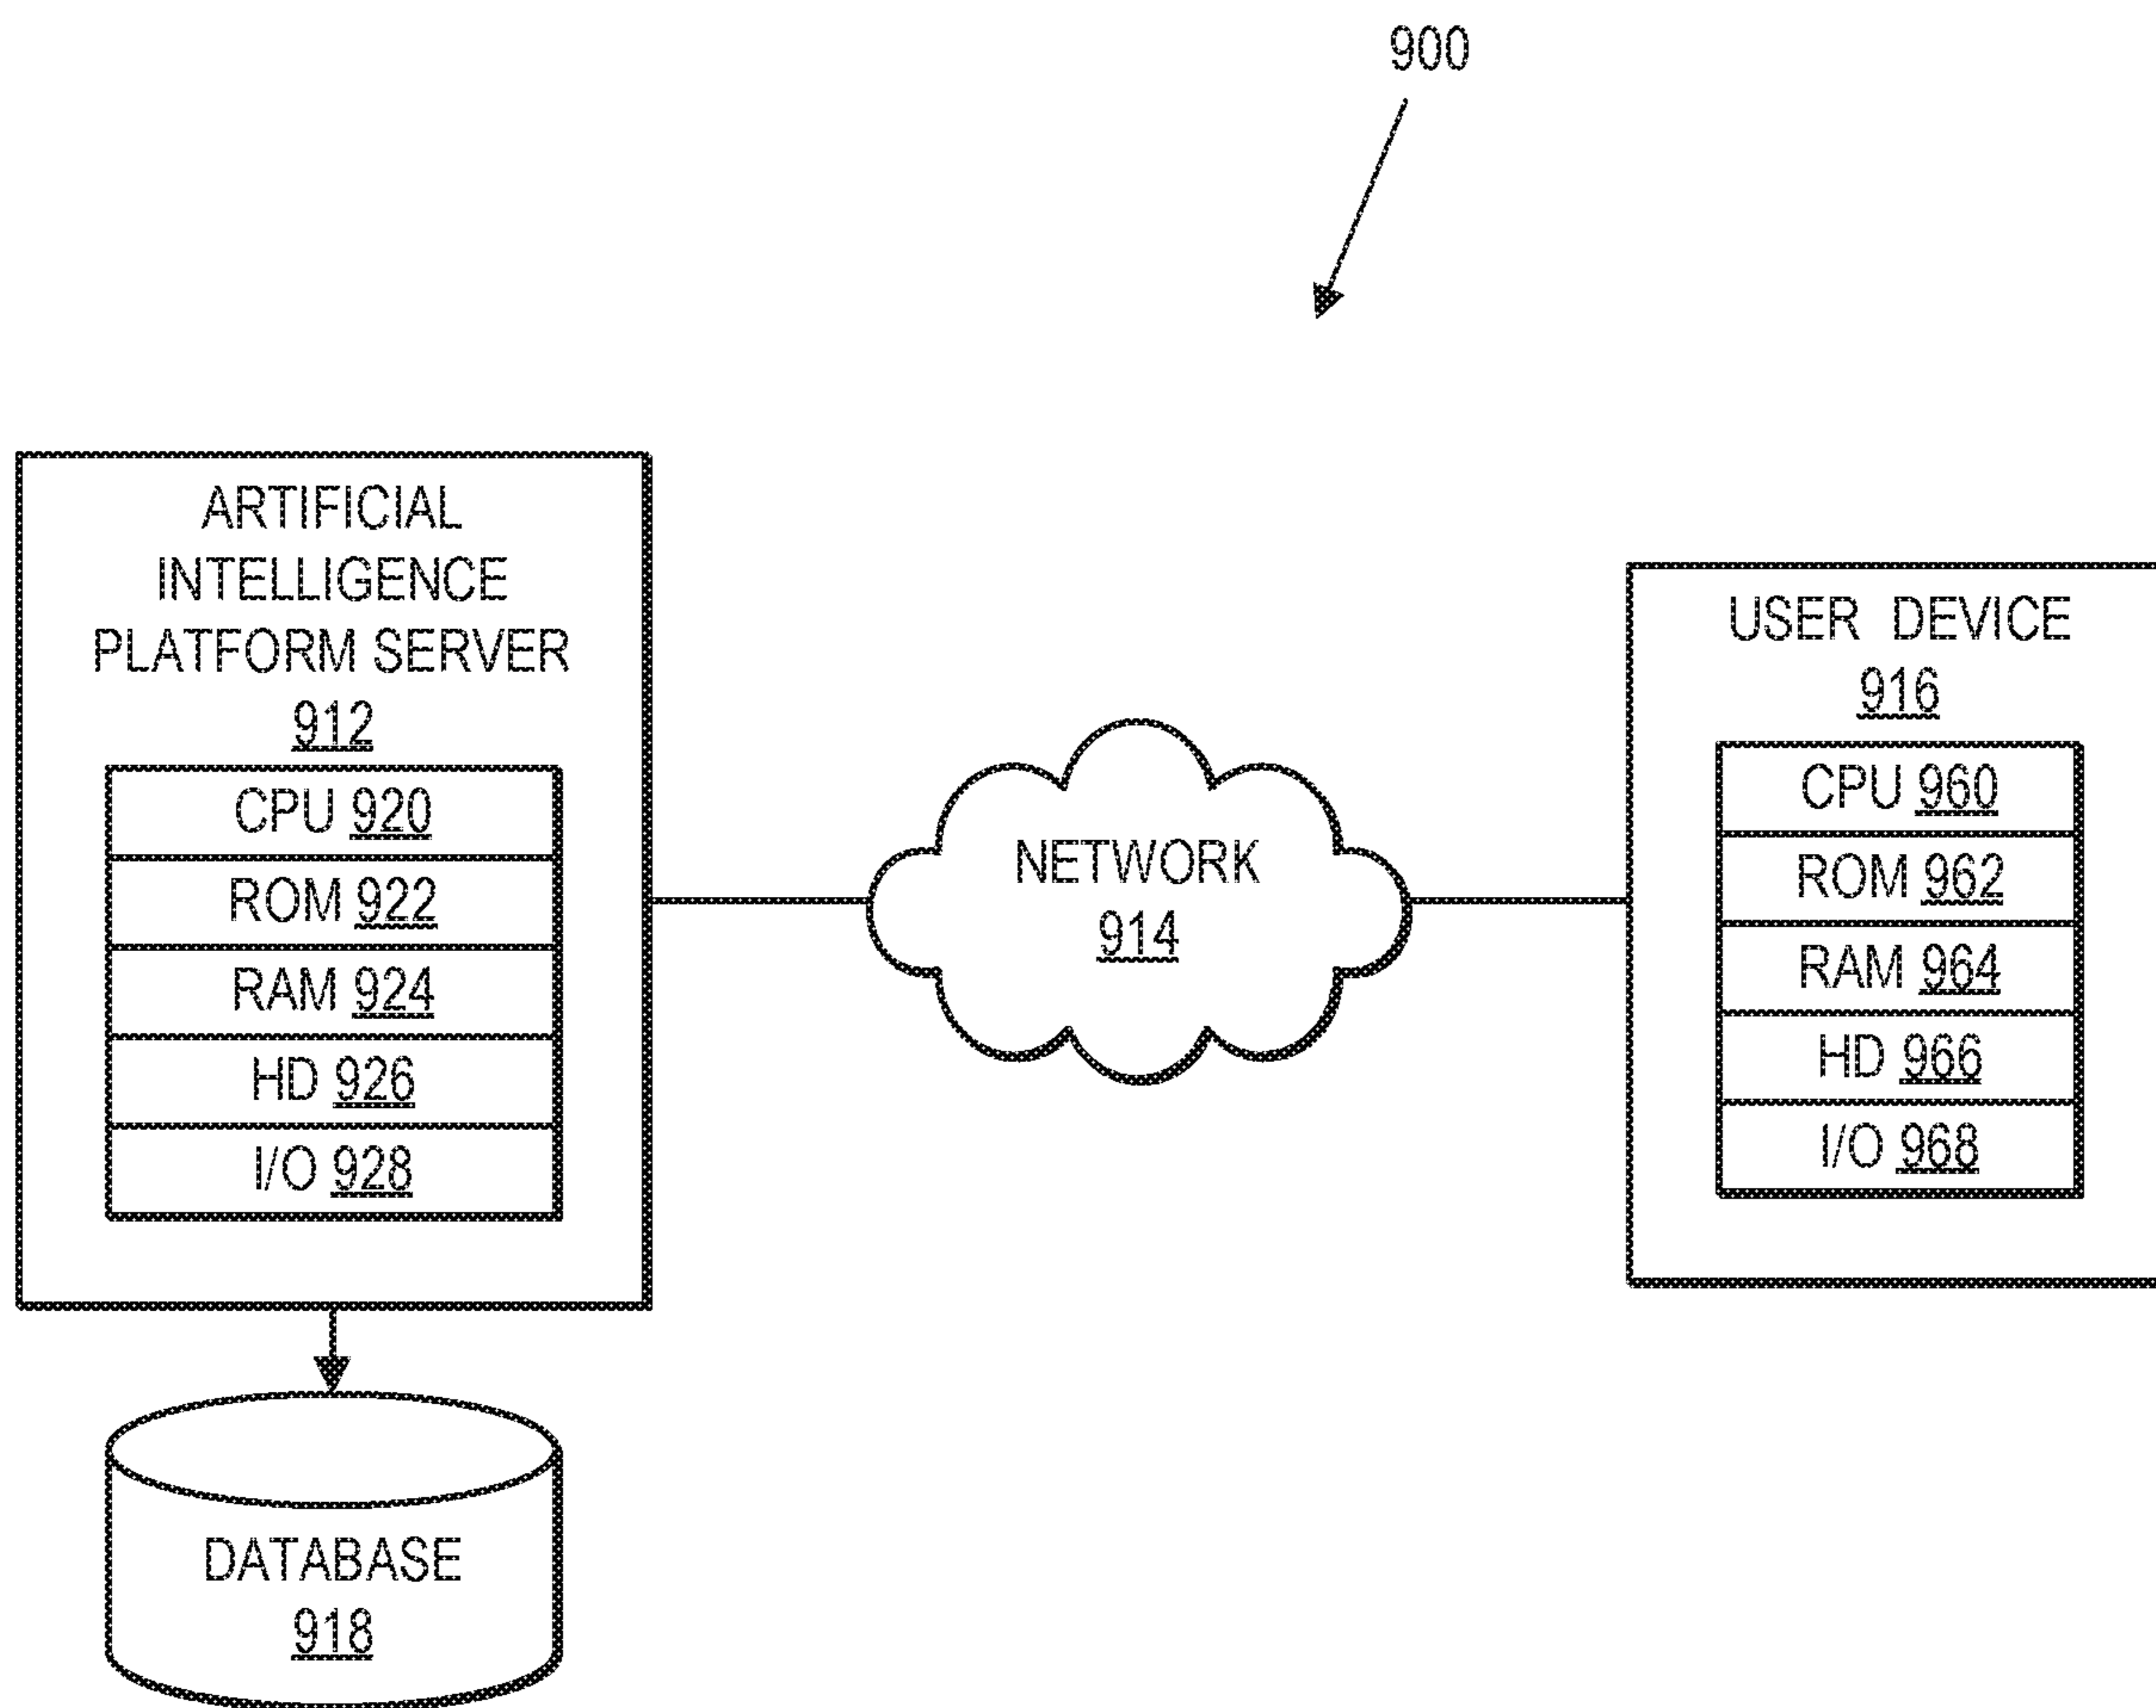 900
ARTIFICIAL
INTELLIGENCE
PLATFORM SERVER
912
CPU 920
ROM 922
RAM 924
HD 926
I/O 928
DATABASE
918
NETWORK
914
USER DEVICE
916
CPU 960
ROM 962
RAM 964
HD 966
I/O 968